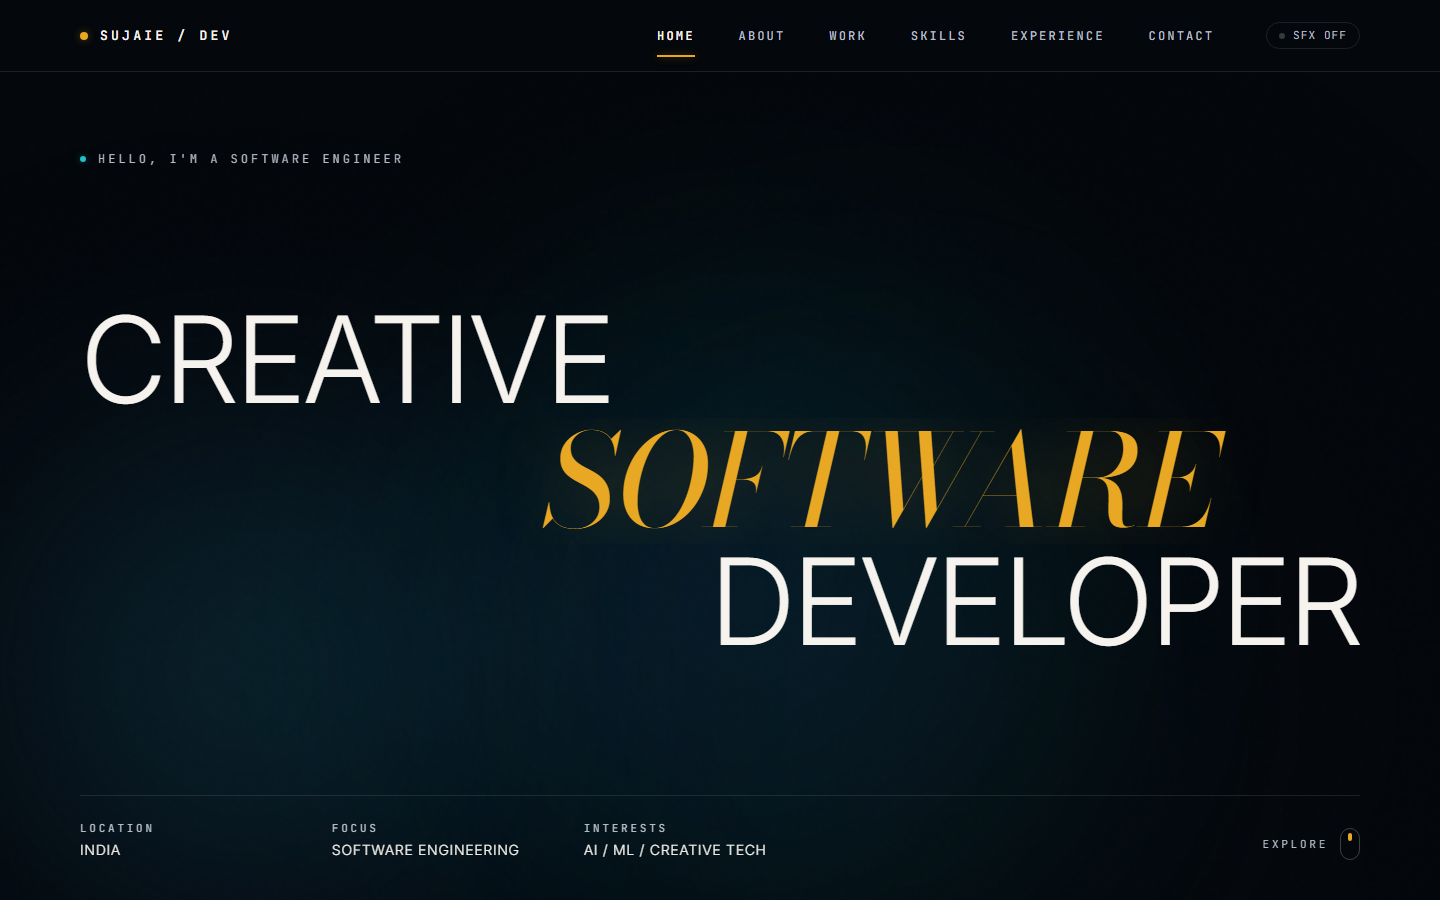 SUJAIE / DEV
HOME ABOUT WORK SKILLS EXPERIENCE CONTACT SFX OFF
HELLO, I'M A SOFTWARE ENGINEER
CREATIVE
SOFTWARE
DEVELOPER
LOCATION
INDIA
FOCUS
SOFTWARE ENGINEERING
INTERESTS
AI / ML / CREATIVE TECH
EXPLORE